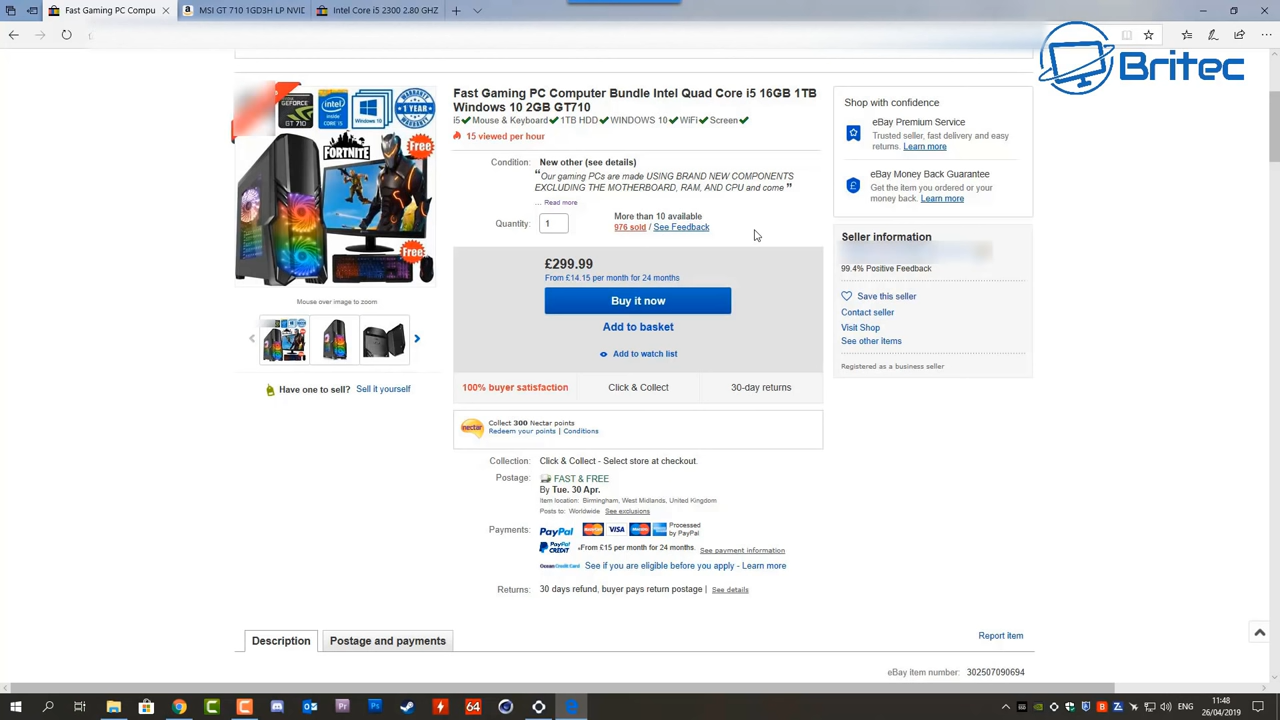 Fast Gaming PC Compu
MSI GT 710 1GD3H LP NVID
Intel Core i5 2300 2.80 GHZ
Britec
GEFORCE
GT 710
intel
CORE i5
Windows 10
WARRANTY
1 YEAR
FORTNITE
Free
Free
Mouse over image to zoom
Have one to sell? Sell it yourself
Fast Gaming PC Computer Bundle Intel Quad Core i5 16GB 1TB
Windows 10 2GB GT710
i5✔Mouse & Keyboard✔1TB HDD✔WINDOWS 10✔WiFi✔Screen✔
15 viewed per hour
Condition: New other (see details)
“Our gaming PCs are made USING BRAND NEW COMPONENTS
EXCLUDING THE MOTHERBOARD, RAM, AND CPU and come ”
... Read more
Quantity: 1
More than 10 available
976 sold / See Feedback
£299.99
From £14.15 per month for 24 months
Buy it now
Add to basket
Add to watch list
100% buyer satisfaction
Click & Collect
30-day returns
nectar
Collect 300 Nectar points
Redeem your points | Conditions
Collection: Click & Collect - Select store at checkout.
Postage: FAST & FREE
By Tue. 30 Apr.
Item location: Birmingham, West Midlands, United Kingdom
Posts to: Worldwide See exclusions
Payments: PayPal VISA Processed
by PayPal
PayPal
CREDIT
From £15 per month for 24 months. See payment information
See if you are eligible before you apply - Learn more
Returns: 30 days refund, buyer pays return postage | See details
Shop with confidence
eBay Premium Service
Trusted seller, fast delivery and easy
returns. Learn more
eBay Money Back Guarantee
Get the item you ordered or your
money back. Learn more
Seller information
99.4% Positive Feedback
Save this seller
Contact seller
Visit Shop
See other items
Registered as a business seller
Description
Postage and payments
Report item
eBay item number: 302507090694
64
11:48
26/04/2019